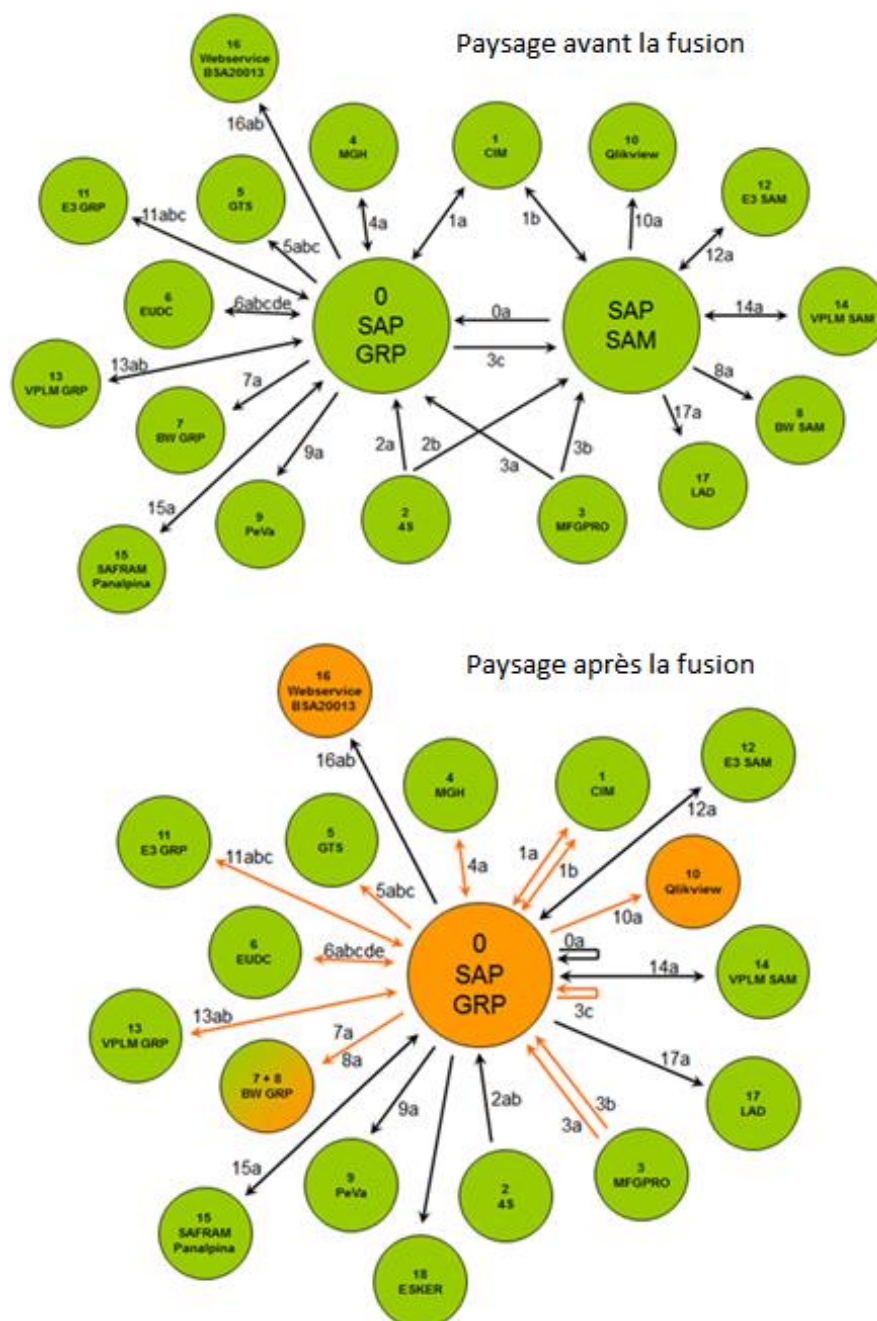 Paysage avant la fusion
16
Webservice
BSA20013
16ab
4
MGH
1
CIM
10
Qlikview
11
E3 GRP
11abc
5
GTS
12
E3 SAM
4a
1a
1b
10a
5abc
12a
6
EUDC
6abcde
0
SAP
GRP
0a
3c
SAP
SAM
14a
14
VPLM SAM
13
VPLM GRP
13ab
7a
8a
7
BW GRP
9a
2a
2b
3a
3b
17a
8
BW SAM
15a
9
PeVa
2
4S
3
MFGPRO
17
LAD
15
SAFRAM
Panalpina
Paysage après la fusion
16
Webservice
BSA20013
16ab
4
MGH
1
CIM
12
E3 SAM
11
E3 GRP
11abc
5
GTS
4a
1a
1b
12a
10
Qlikview
5abc
10a
6
EUDC
6abcde
0
SAP
GRP
0a
14a
14
VPLM SAM
3c
13
VPLM GRP
13ab
7a
8a
7 + 8
BW GRP
17a
17
LAD
9a
2ab
3b
3a
15a
9
PeVa
2
4S
3
MFGPRO
15
SAFRAM
Panalpina
18
ESKER